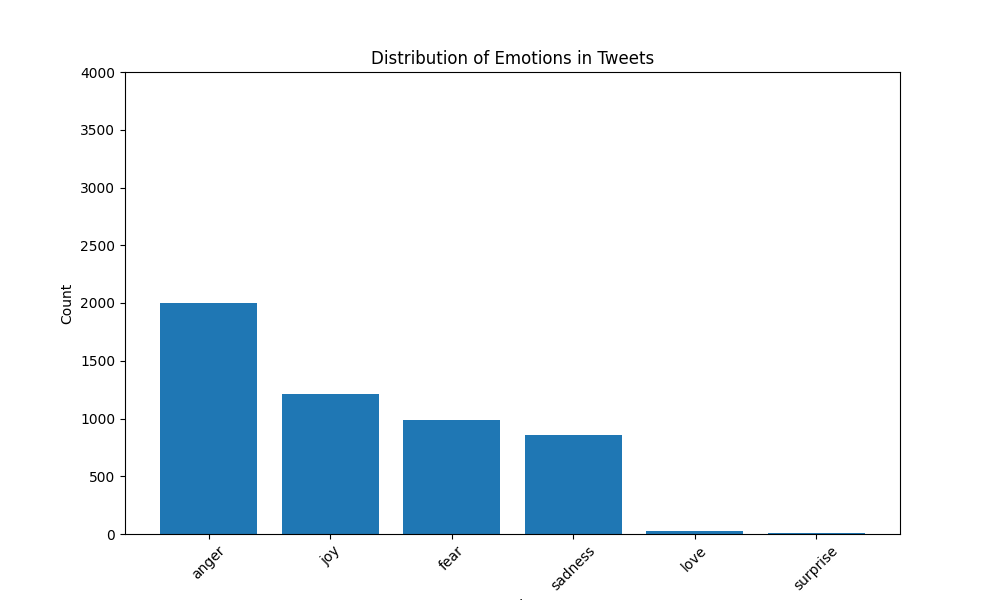 Distribution of Emotions in Tweets
4000
3500
3000
2500
2000
1500
1000
500
0
Count
anger
joy
fear
sadness
love
surprise